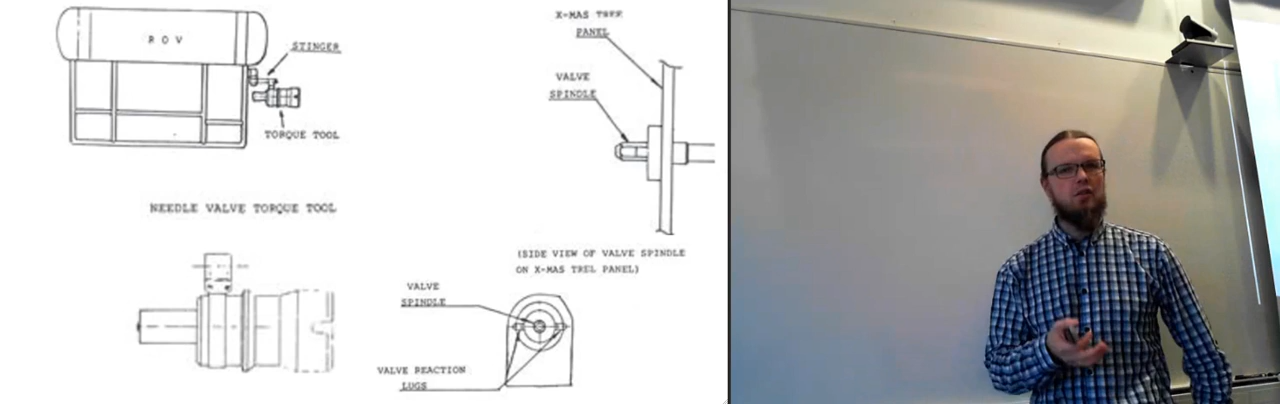 R O V
STINGER
TORQUE TOOL
NEEDLE VALVE TORQUE TOOL
X-MAS TREE
PANEL
VALVE
SPINDLE
(SIDE VIEW OF VALVE SPINDLE
ON X-MAS TREL PANEL)
VALVE
SPINDLE
VALVE REACTION
LUGS